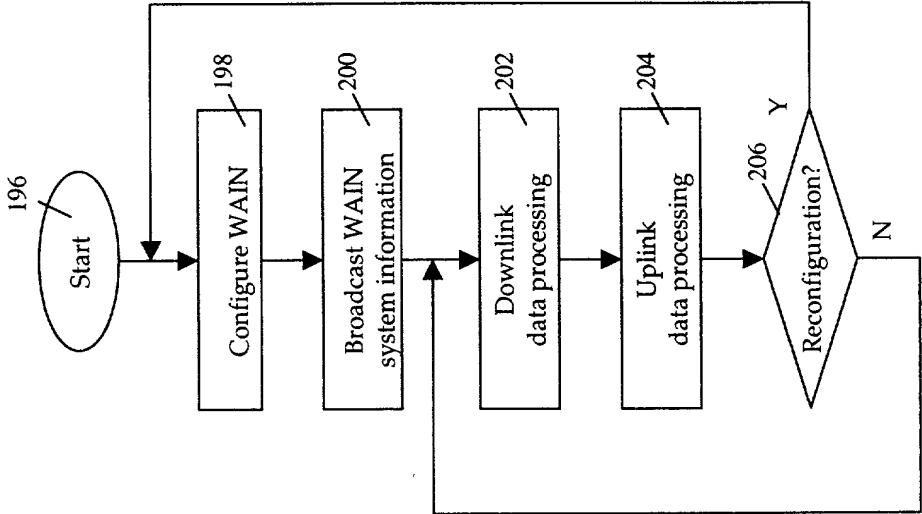 196
Start
198
Configure WAIN
200
Broadcast WAIN
system information
202
Downlink
data processing
204
Uplink
data processing
206
Reconfiguration?
Y
N